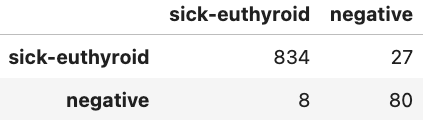 sick-euthyroid negative
sick-euthyroid 834 27
negative 8 80